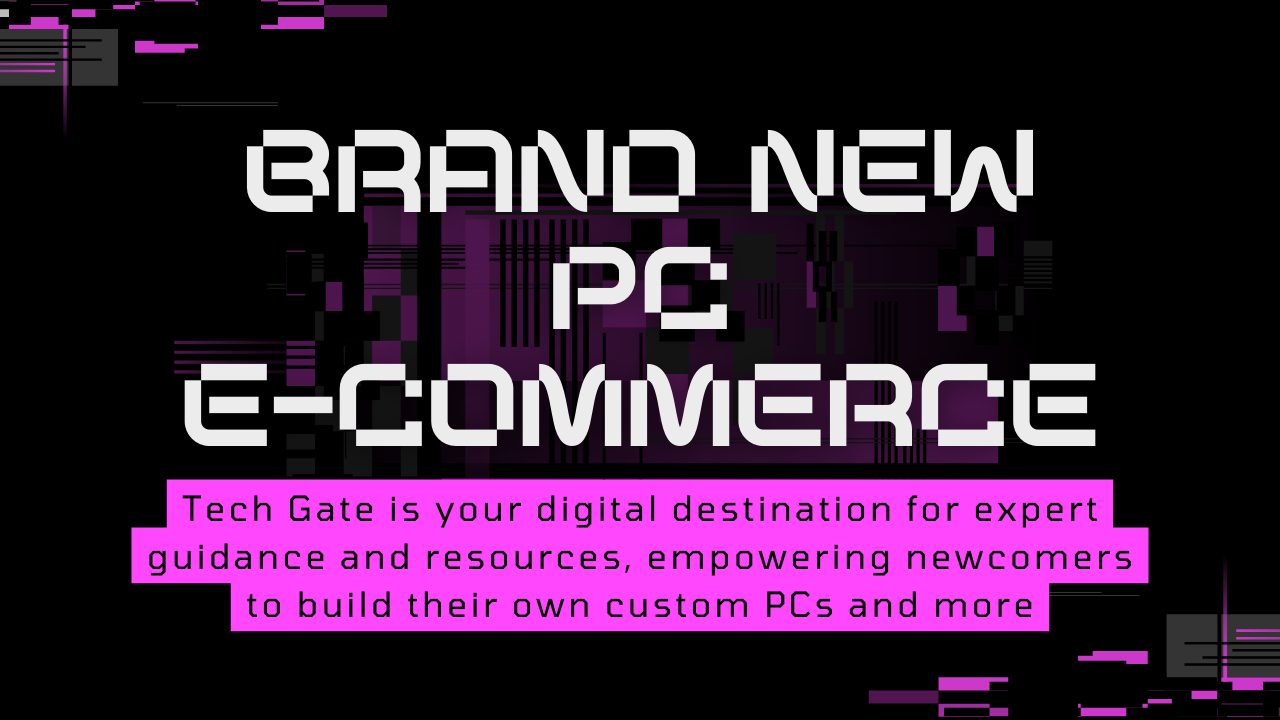 BRAND NEW
PC
E-COMMERCE
Tech Gate is your digital destination for expert
guidance and resources, empowering newcomers
to build their own custom PCs and more